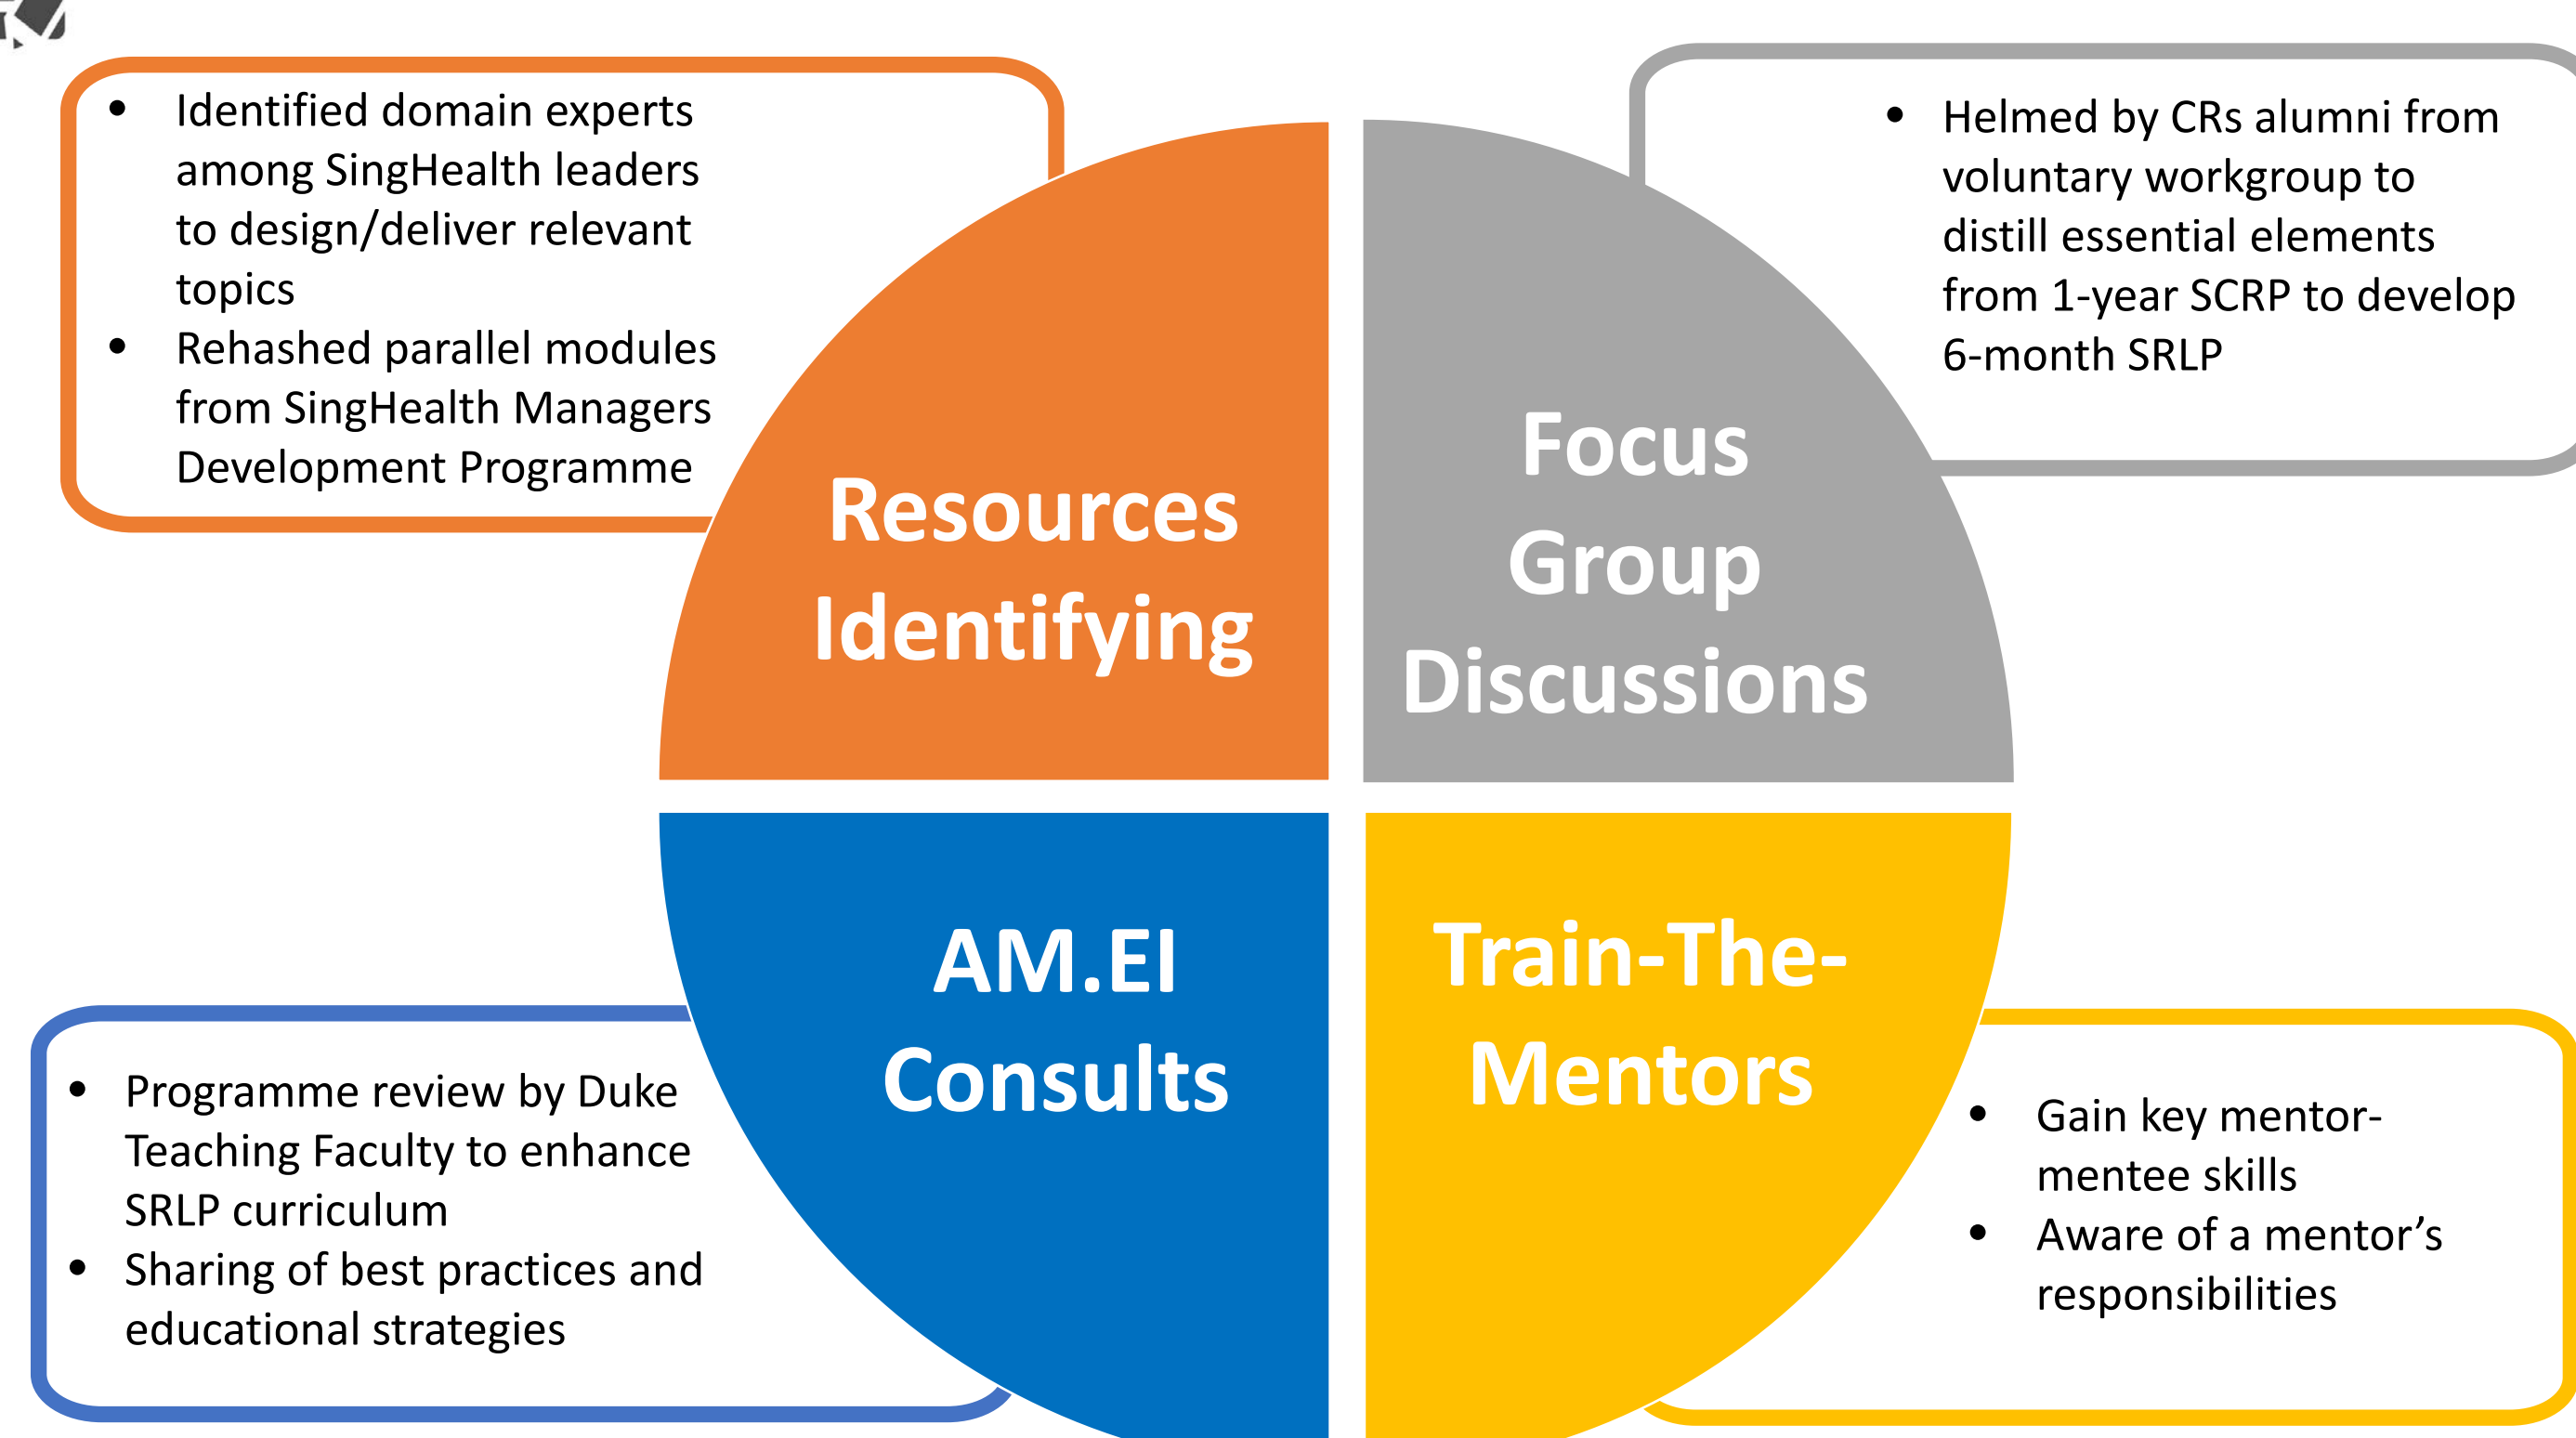 • Identified domain experts
among SingHealth leaders
to design/deliver relevant
topics
• Rehashed parallel modules
from SingHealth Managers
Development Programme
Resources
Identifying
• Helmed by CRs alumni from
voluntary workgroup to
distill essential elements
from 1-year SCRP to develop
6-month SRLP
Focus
Group
Discussions
AM.EI
Consults
• Programme review by Duke
Teaching Faculty to enhance
SRLP curriculum
• Sharing of best practices and
educational strategies
Train-The-
Mentors
• Gain key mentor-
mentee skills
• Aware of a mentor’s
responsibilities